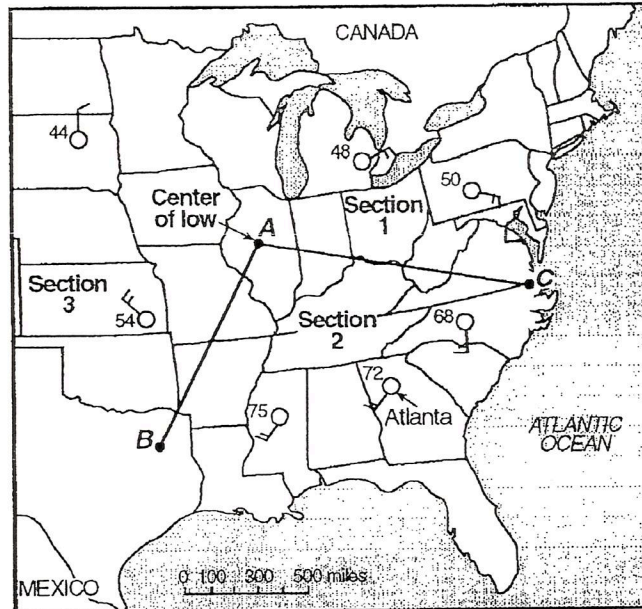 CANADA
44
48
50
Center
of low
A
Section
1
C
Section
3
54
Section
2
68
72
75
Atlanta
B
ATLANTIC
OCEAN
0 100 300 500 miles
MEXICO